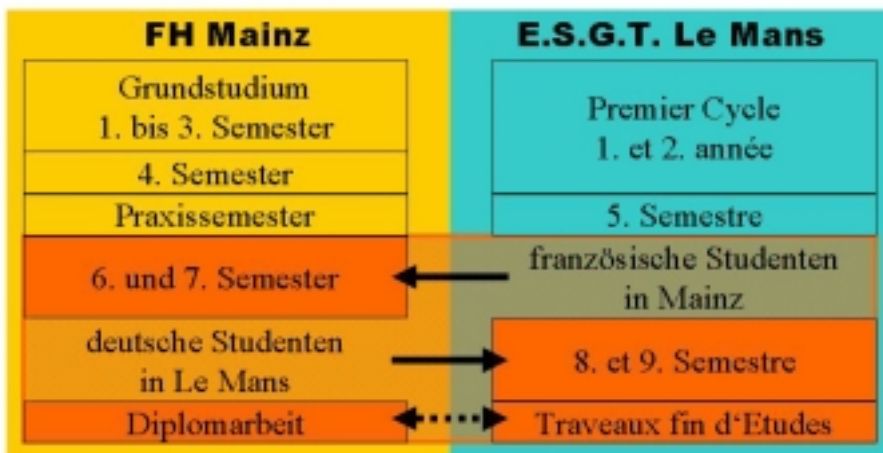 FH Mainz
Grundstudium
1. bis 3. Semester
4. Semester
Praxissemester
6. und 7. Semester
deutsche Studenten
in Le Mans
Diplomarbeit
E.S.G.T. Le Mans
Premier Cycle
1. et 2. année
5. Semestre
französische Studenten
in Mainz
8. et 9. Semestre
Traveaux fin d‘Etudes